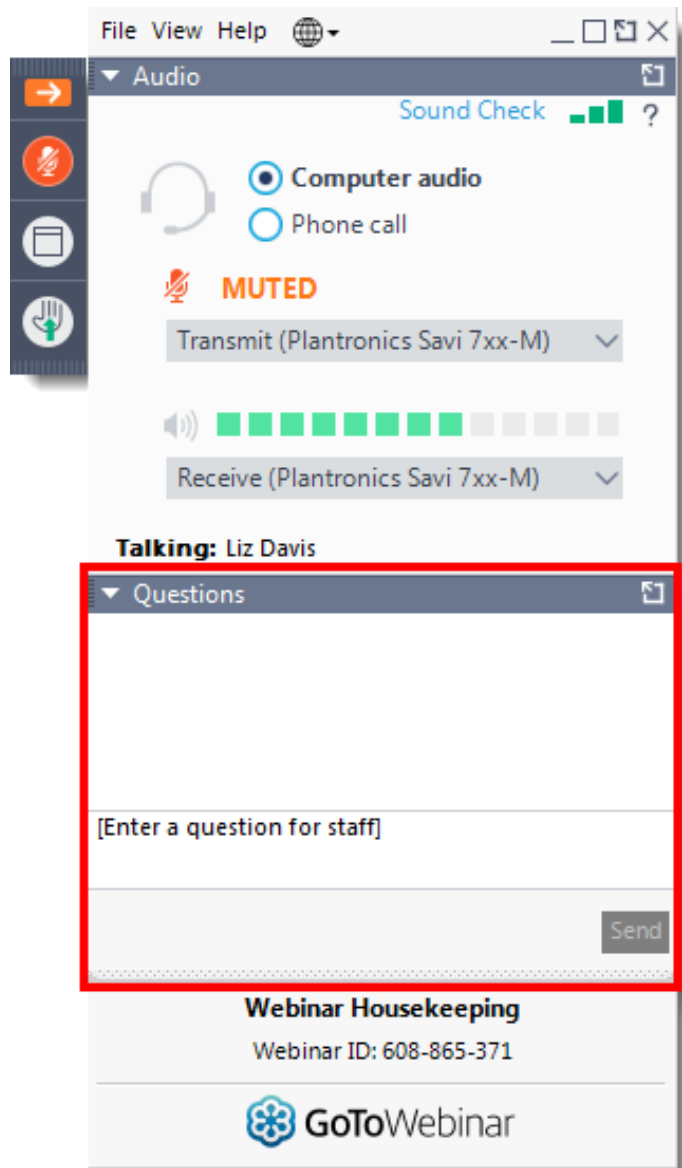 File View Help
Audio
Sound Check ?
Computer audio
Phone call
MUTED
Transmit (Plantronics Savi 7xx-M)
Receive (Plantronics Savi 7xx-M)
Talking: Liz Davis
Questions
[Enter a question for staff]
Send
Webinar Housekeeping
Webinar ID: 608-865-371
GoToWebinar